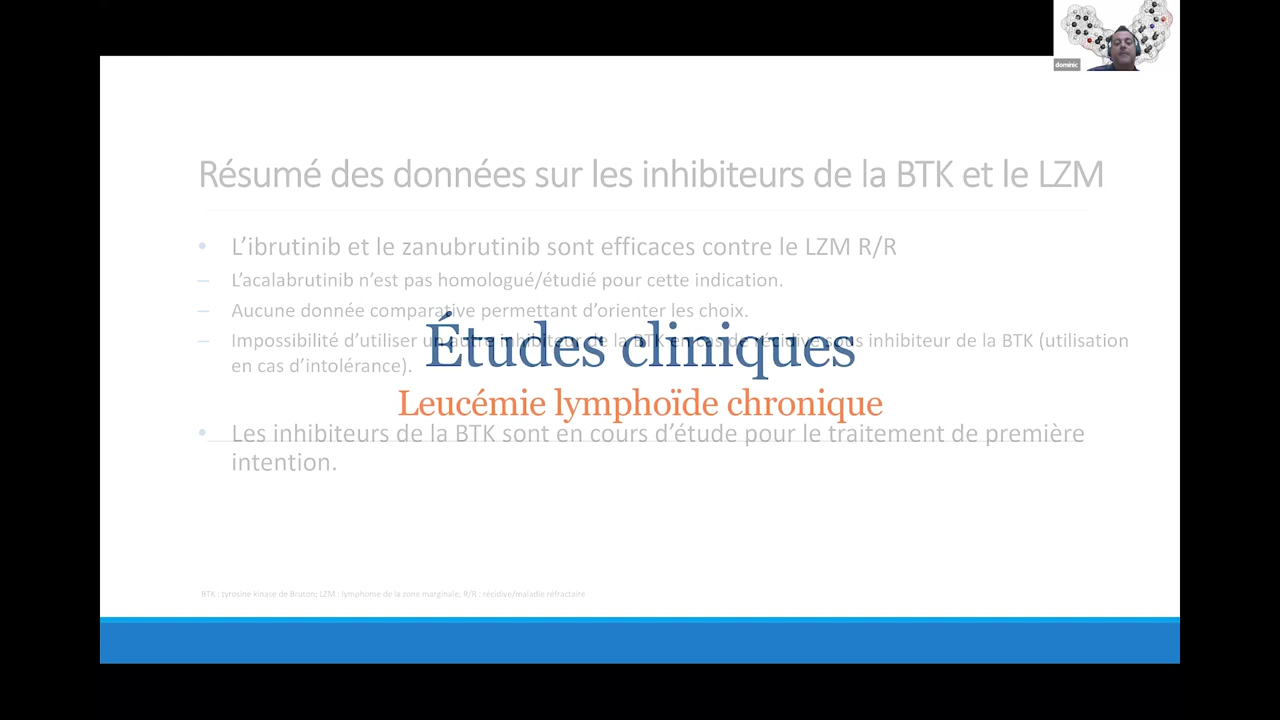 dominic
Résumé des données sur les inhibiteurs de la BTK et le LZM
• L’ibrutinib et le zanubrutinib sont efficaces contre le LZM R/R
– L’acalabrutinib n’est pas homologué/étudié pour cette indication.
– Aucune donnée comparative permettant d’orienter les choix.
– Impossibilité d’utiliser un autre inhibiteur de la BTK en cas de récidive sous inhibiteur de la BTK (utilisation
en cas d’intolérance).
Études cliniques
Leucémie lymphoïde chronique
• Les inhibiteurs de la BTK sont en cours d’étude pour le traitement de première
intention.
BTK : tyrosine kinase de Bruton; LZM : lymphome de la zone marginale; R/R : récidive/maladie réfractaire